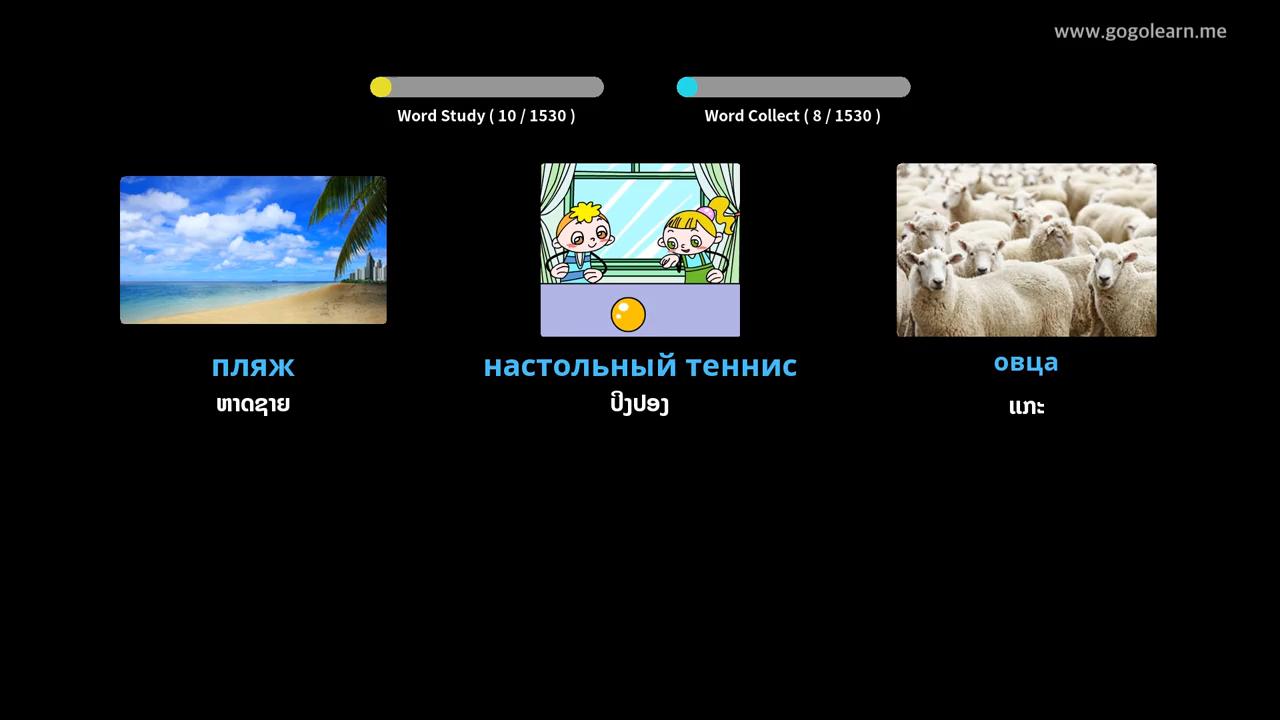 www.gogolearn.me
Word Study ( 10 / 1530 )
Word Collect ( 8 / 1530 )
пляж
настольный теннис
овца
ຫາດຊາຍ
ປິງປອງ
ແກະ